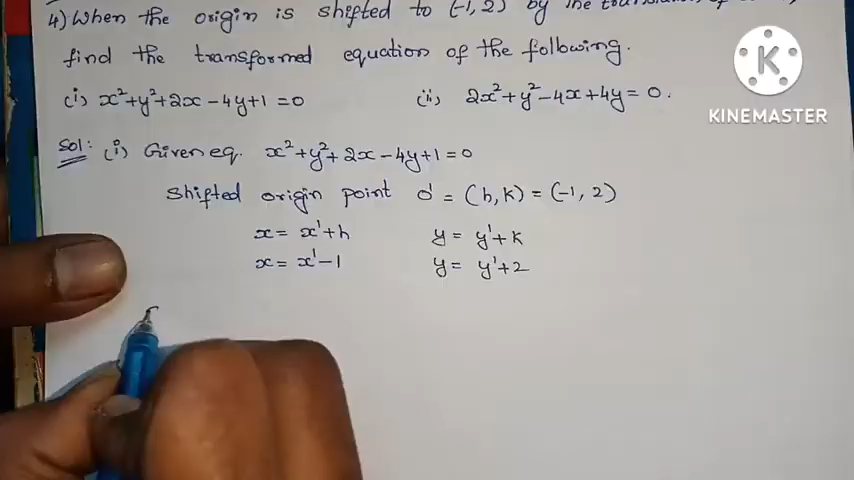 4) When the origin is shifted to (-1, 2) by the translation of
find the transformed equation of the following.
(i) x²+y²+2x-4y+1=0 (ii) 2x²+y²-4x+4y=0.
Sol: (i) Given eq. x²+y²+2x-4y+1=0
Shifted origin point O' = (h, k) = (-1, 2)
x = x'+h y = y'+k
x = x'-1 y = y'+2
K
KINEMASTER